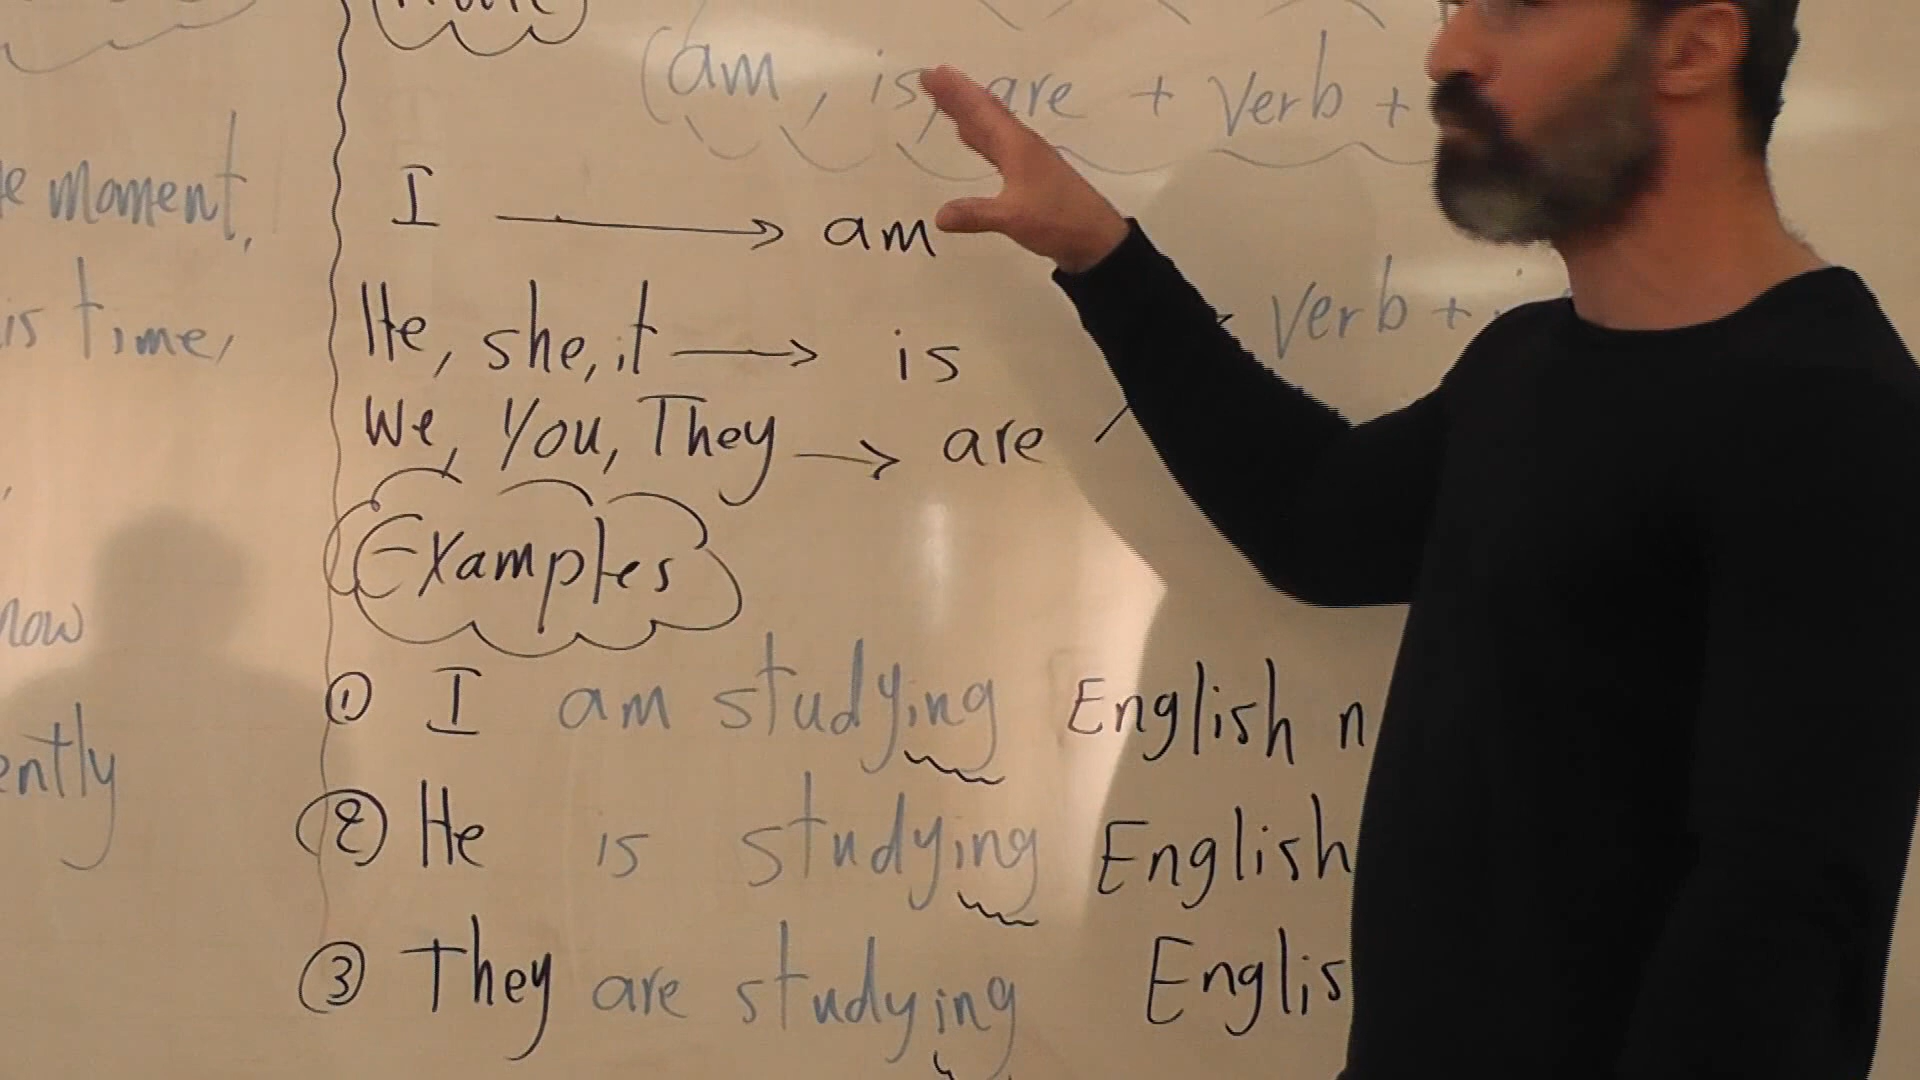 (am, is, are + verb +
moment,
I → am
is time,
verb +
He, she, it → is
We, You, They → are
Examples
now
① I am studying English n
ently
② He is studying English
③ They are studying Englis